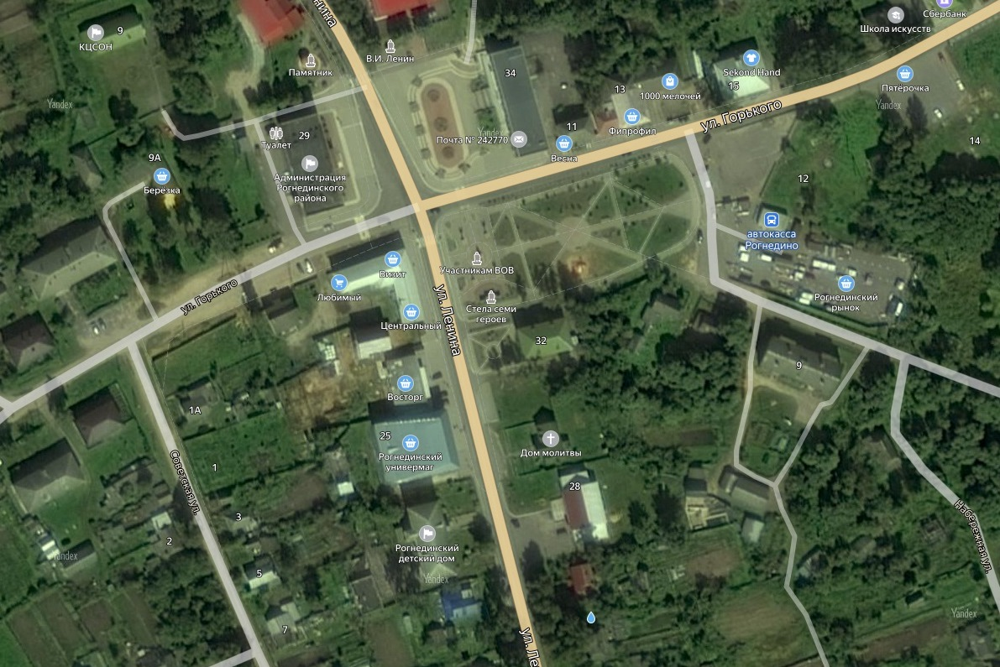 нина
Сбербанк
Школа искусств
9
КЦСОН
В.И. Ленин
Памятник
34
Sekond Hand
15
Пятёрочка
1000 мелочей
13
Yandex
Yandex
ул. Горького
Фипрофил
11
Yandex
Почта № 242770
Весна
14
Туалет
29
9А
Берёзка
Администрация
Рогнединского
района
12
автокасса
Рогнедино
Визит
Участникам ВОВ
ул. Горького
Любимый
Рогнединский
рынок
Стела семи
героев
Центральный
ул. Ленина
32
9
Восторг
1А
25
Рогнединский
универмаг
Дом молитвы
1
Советская ул.
28
3
2
Набережная ул.
Рогнединский
детский дом
Yandex
5
Yandex
Yandex
7
ул. Ле